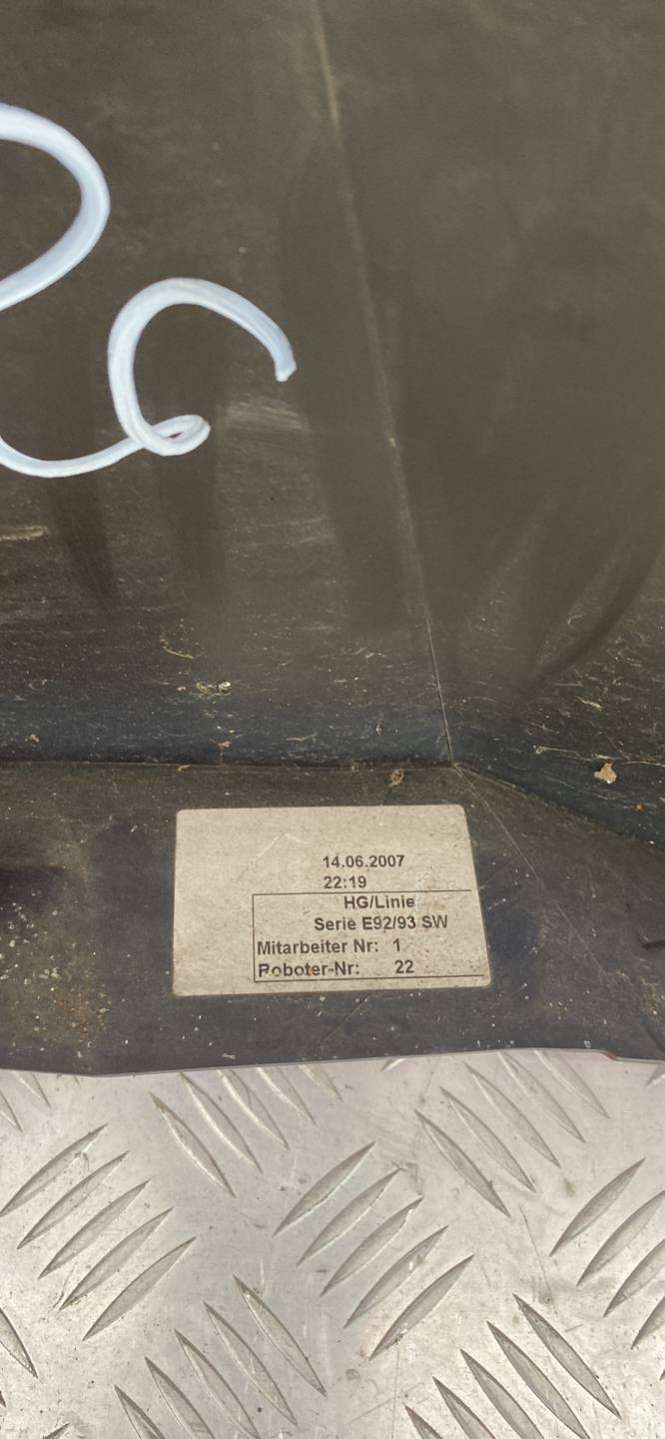 14.06.2007
22:19
HG/Linie
Serie E92/93 SW
Mitarbeiter Nr: 1
Roboter-Nr: 22